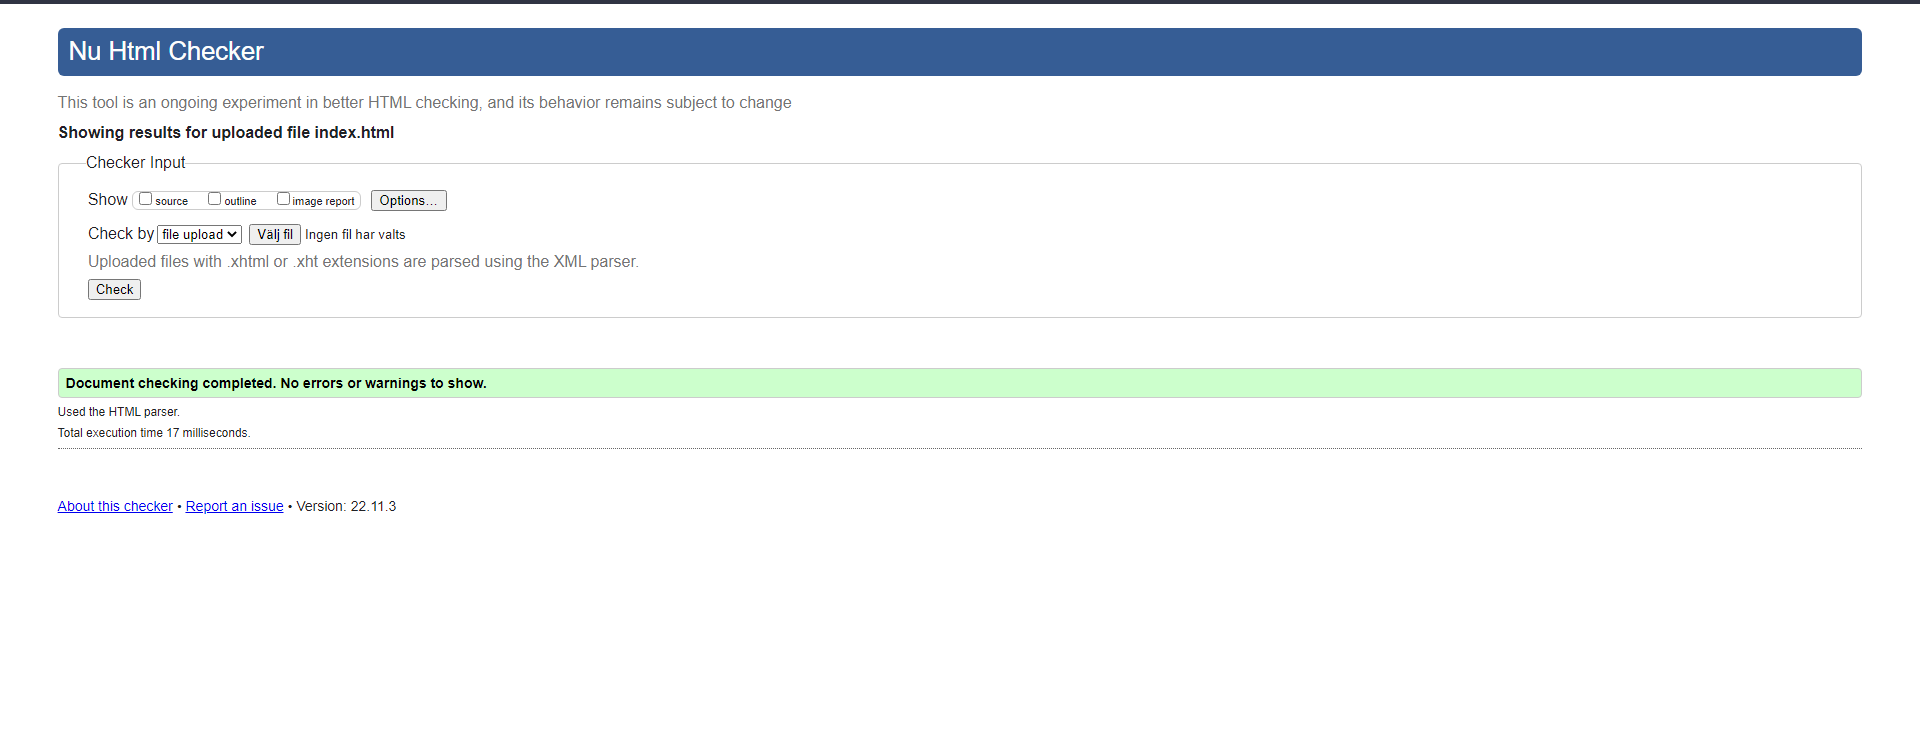 Nu Html Checker
This tool is an ongoing experiment in better HTML checking, and its behavior remains subject to change
Showing results for uploaded file index.html
Checker Input
Show source outline image report Options...
Check by file upload Välj fil Ingen fil har valts
Uploaded files with .xhtml or .xht extensions are parsed using the XML parser.
Check
Document checking completed. No errors or warnings to show.
Used the HTML parser.
Total execution time 17 milliseconds.
About this checker • Report an issue • Version: 22.11.3